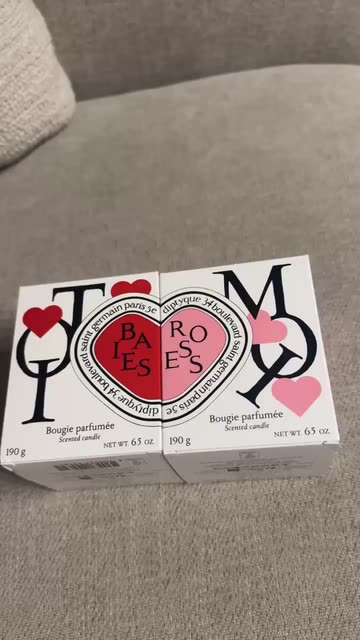 TOI
diptyque 34 boulevard saint germain paris 5e
BAIES
Bougie parfumée
Scented candle
190 g
NET WT. 6.5 OZ.
MOI
diptyque 34 boulevard saint germain paris 5e
ROSES
Bougie parfumée
Scented candle
190 g
NET WT. 6.5 OZ.